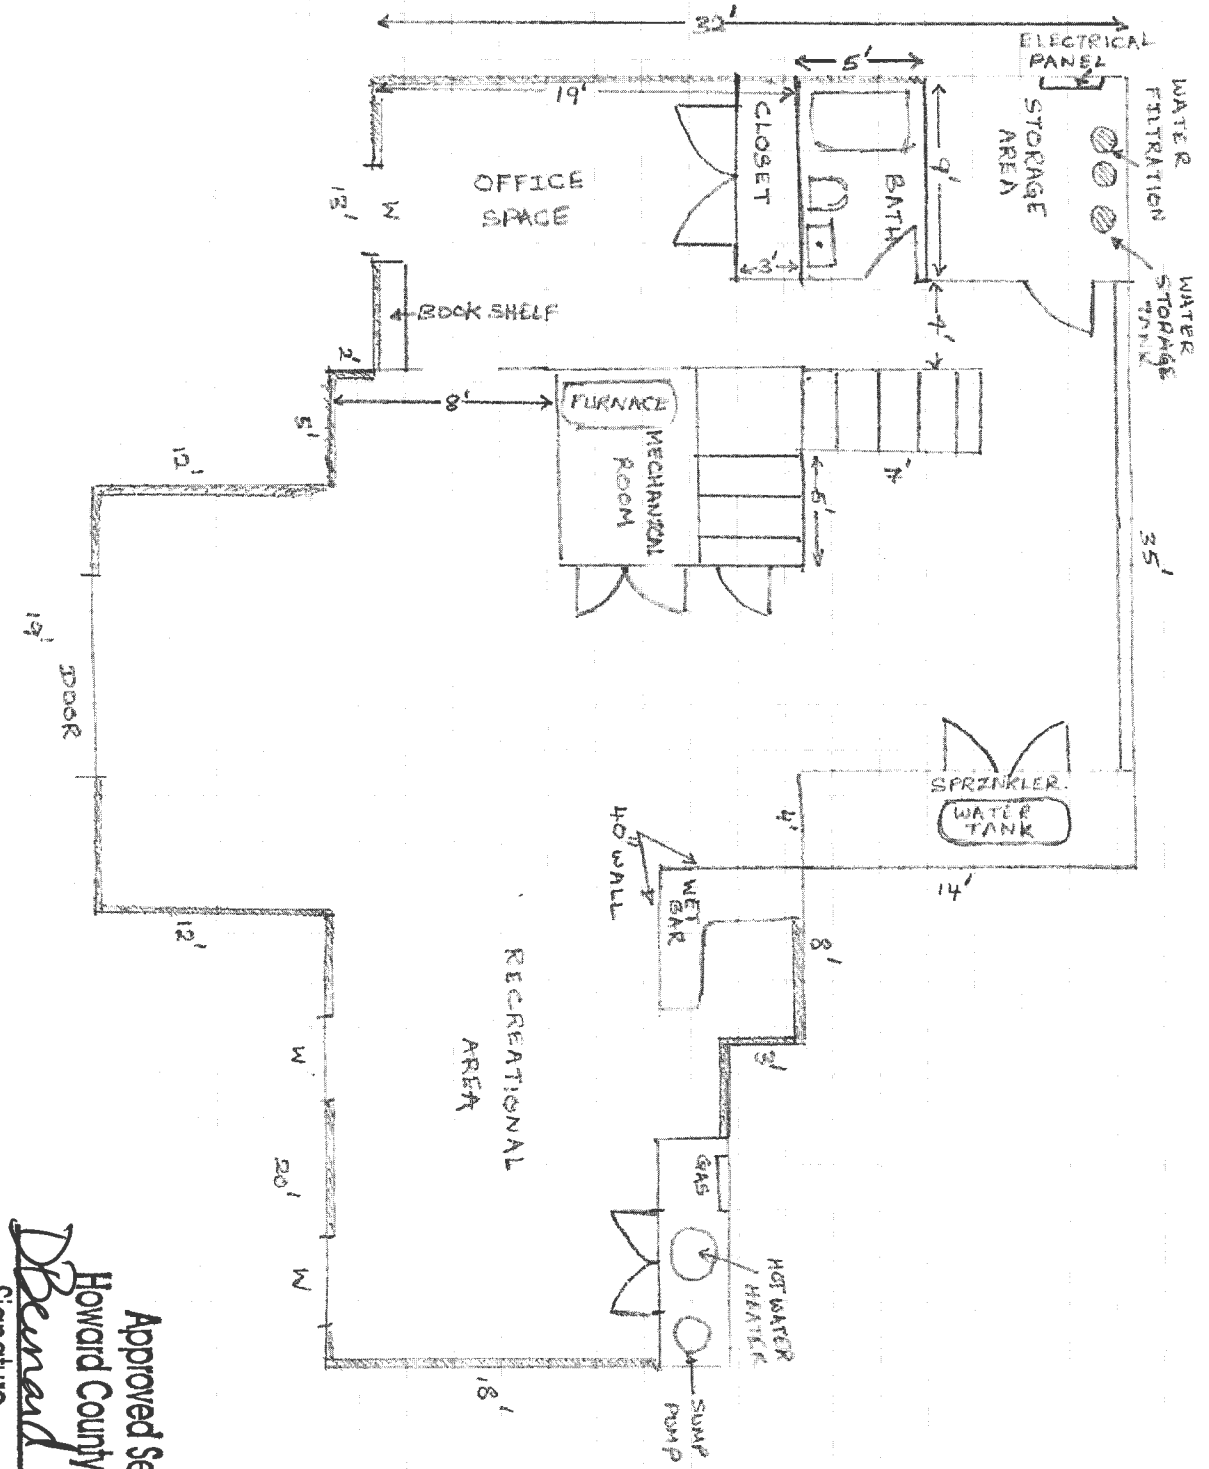 32'
ELECTRICAL
PANEL
5'
19'
WATER
FILTRATION
CLOSET
STORAGE
AREA
9'
BATH
OFFICE
SPACE
13'
W
3'
WATER
STORAGE
TANK
BOOK SHELF
4'
2'
8'
FURNACE
5'
MECHANICAL
ROOM
4'
5'
12'
35'
19'
DOOR
SPRINKLER
WATER
TANK
4'
40" WALL
WET
BAR
14'
12'
8'
RECREATIONAL
AREA
W
3'
20'
GAS
HOT WATER
HEATER
W
SUMP
PUMP
18'
Approved Se
Howard County
DBernard
Signature